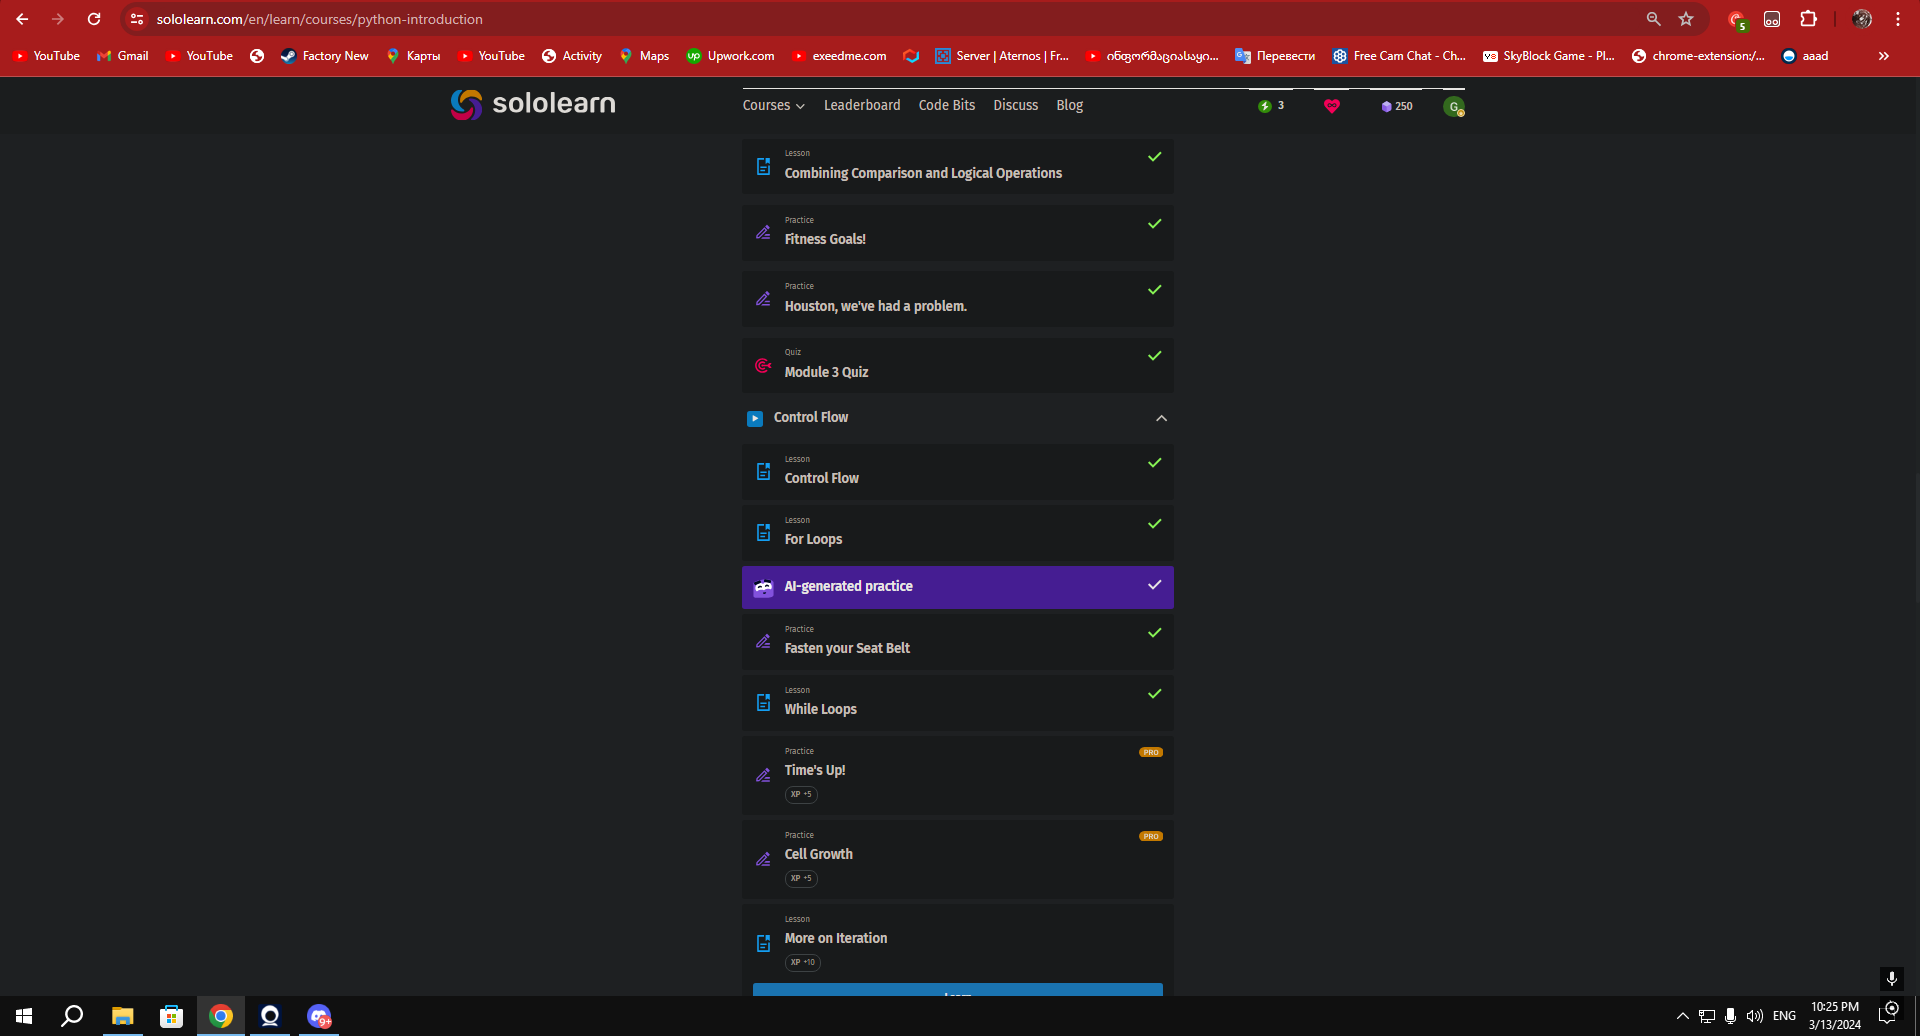 sololearn.com/en/learn/courses/python-introduction
5
YouTube
Gmail
YouTube
Factory New
Карты
YouTube
Activity
Maps
up Upwork.com
exeedme.com
Server | Aternos | Fr...
ინფორმაციასაყი...
Перевести
Free Cam Chat - Ch...
SkyBlock Game - Pl...
chrome-extension:/...
aaad
sololearn
Courses
Leaderboard
Code Bits
Discuss
Blog
3
250
G
Lesson
Combining Comparison and Logical Operations
Practice
Fitness Goals!
Practice
Houston, we've had a problem.
Quiz
Module 3 Quiz
Control Flow
Lesson
Control Flow
Lesson
For Loops
AI-generated practice
Practice
Fasten your Seat Belt
Lesson
While Loops
Practice
PRO
Time's Up!
XP +5
Practice
PRO
Cell Growth
XP +5
Lesson
More on Iteration
XP +10
9+
ENG
10:25 PM
3/13/2024